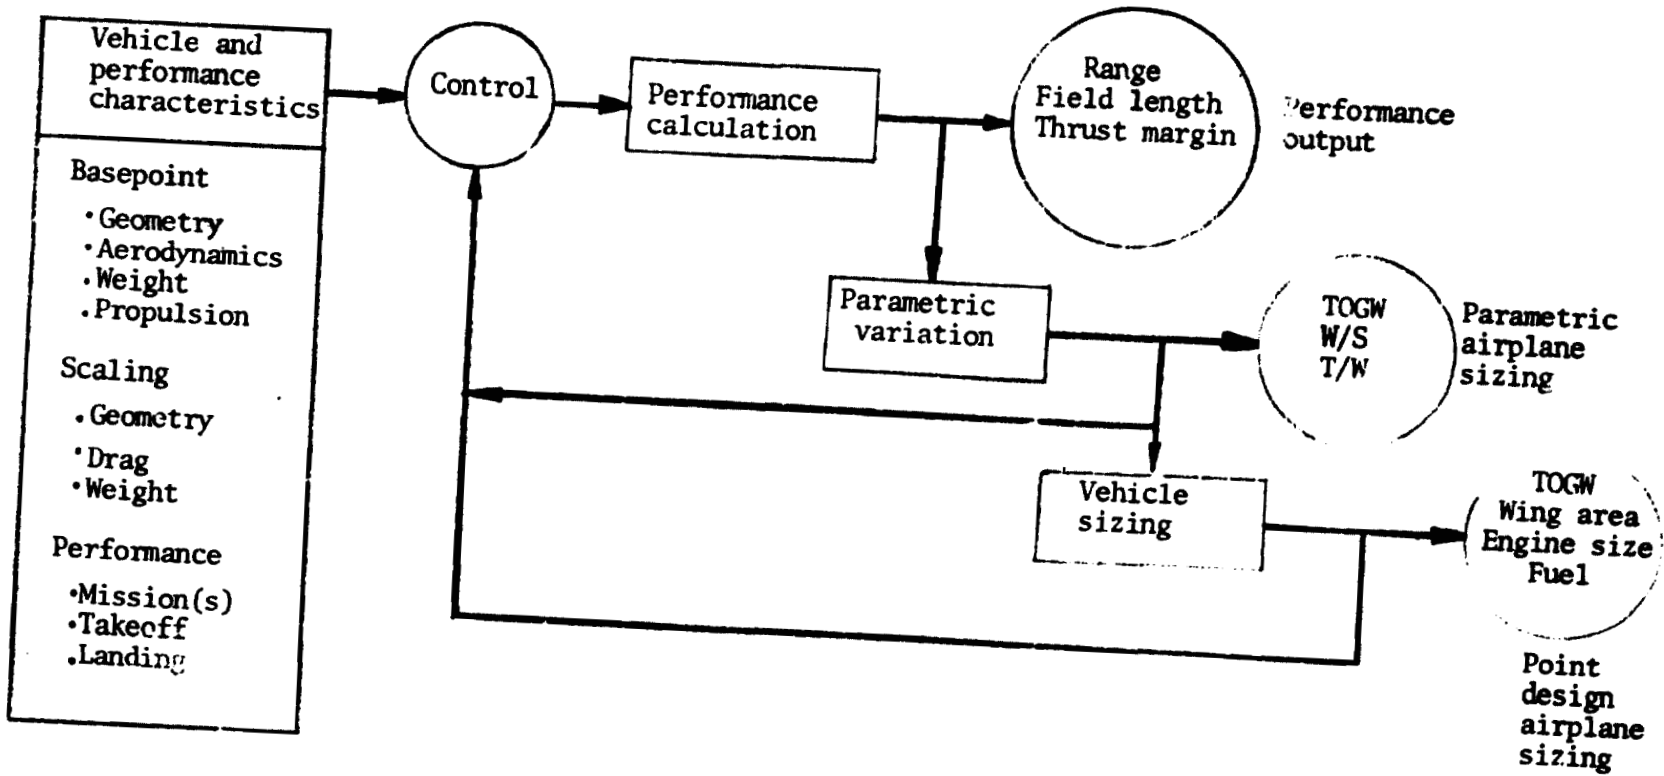 Vehicle and
performance
characteristics
Basepoint
·Geometry
·Aerodynamics
.Weight
.Propulsion
Scaling
.Geometry
·Drag
·Weight
Performance
·Mission(s)
·Takeoff
.Landing
Control
Performance
calculation
Range
Field length
Thrust margin
Performance
output
Parametric
variation
TOGW
W/S
T/W
Parametric
airplane
sizing
Vehicle
sizing
TOGW
Wing area
Engine size
Fuel
Point
design
airplane
sizing